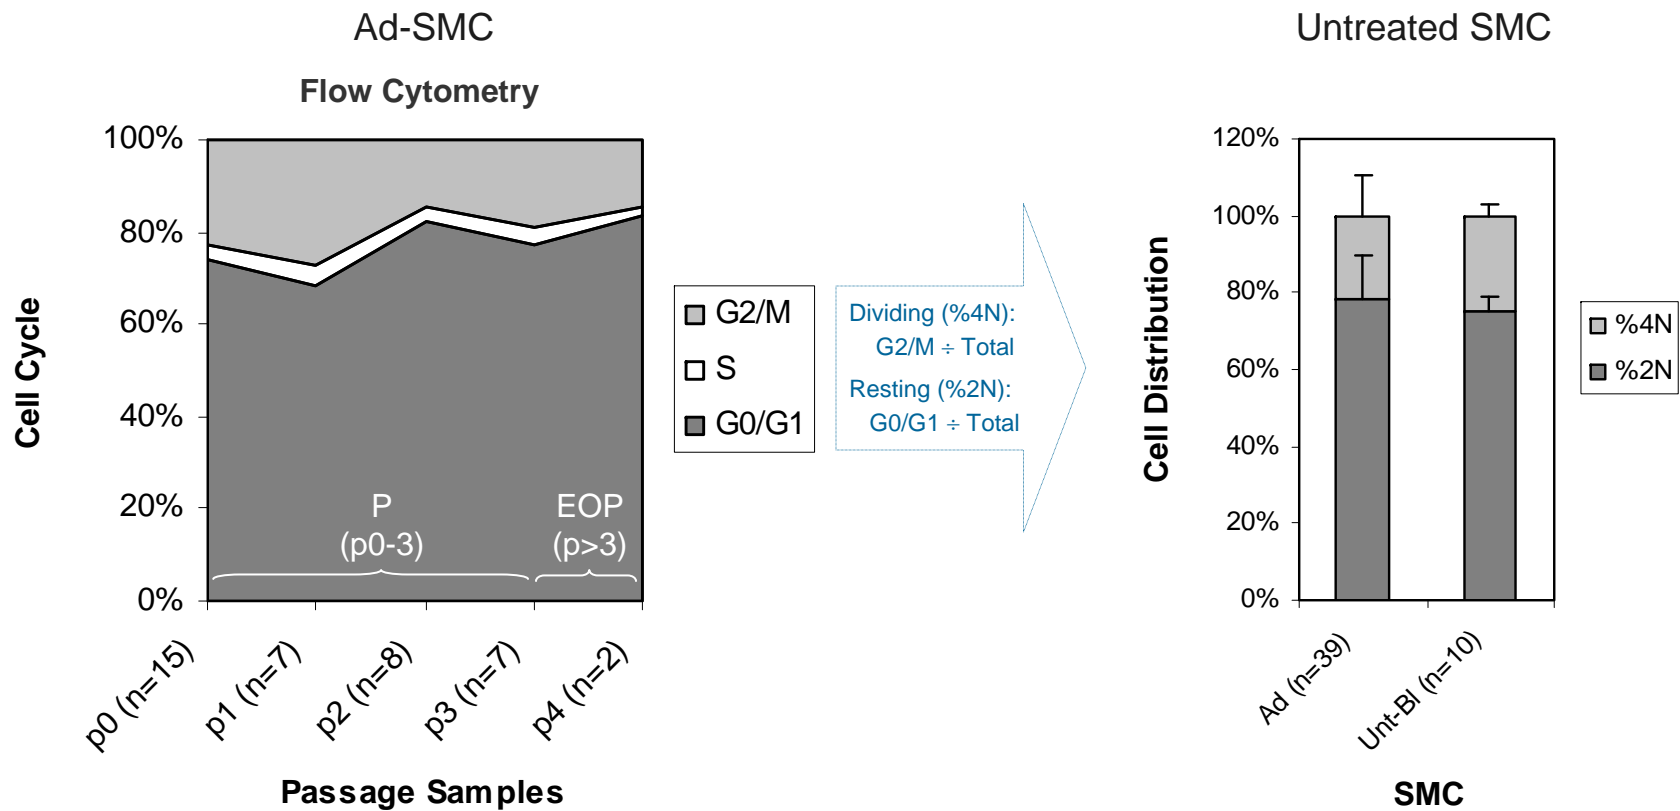 Ad-SMC
Flow Cytometry
Cell Cycle
100%
80%
60%
40%
20%
0%
P
(p0-3)
EOP
(p>3)
p0 (n=15)
p1 (n=7)
p2 (n=8)
p3 (n=7)
p4 (n=2)
Passage Samples
G2/M
S
G0/G1
Dividing (%4N):
G2/M ÷ Total
Resting (%2N):
G0/G1 ÷ Total
Untreated SMC
Cell Distribution
120%
100%
80%
60%
40%
20%
0%
Ad (n=39)
Unt-Bl (n=10)
SMC
%4N
%2N